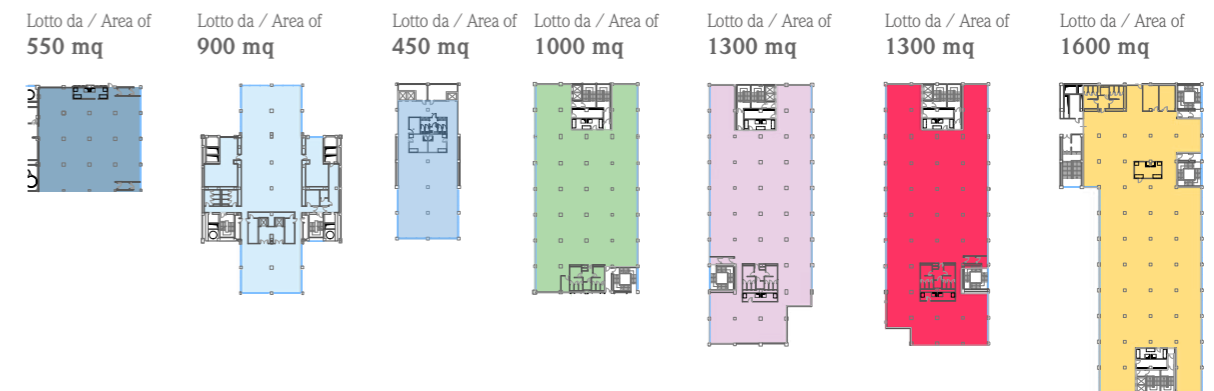 Lotto da / Area of
550 mq
Lotto da / Area of
900 mq
Lotto da / Area of
450 mq
Lotto da / Area of
1000 mq
Lotto da / Area of
1300 mq
Lotto da / Area of
1300 mq
Lotto da / Area of
1600 mq